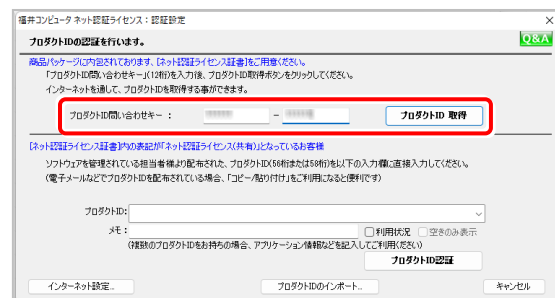 福井コンピュータ ネット認証ライセンス：認証設定
×
プロダクトIDの認証を行います。
Q&A
商品パッケージに内包されております、[ネット認証ライセンス証書]をご用意ください。
「プロダクトID問い合わせキー」(12桁)を入力後、プロダクトID取得ボタンをクリックしてください。
インターネットを通して、プロダクトIDを取得する事ができます。
プロダクトID問い合わせキー ： － プロダクトID 取得
[ネット認証ライセンス証書]内の表記が「ネット認証ライセンス(共有)」となっているお客様
ソフトウェアを管理されている担当者様より配布された、プロダクトID(56桁または58桁)を以下の入力欄に直接入力してください。
(電子メールなどでプロダクトIDを配布されている場合、「コピー/貼り付け」をご利用になると便利です)
プロダクトID:
メモ： 利用状況 空きのみ表示
(複数のプロダクトIDをお持ちの場合、アプリケーション情報などを記入してご利用ください)
プロダクトID認証
インターネット設定... プロダクトIDのインポート... キャンセル